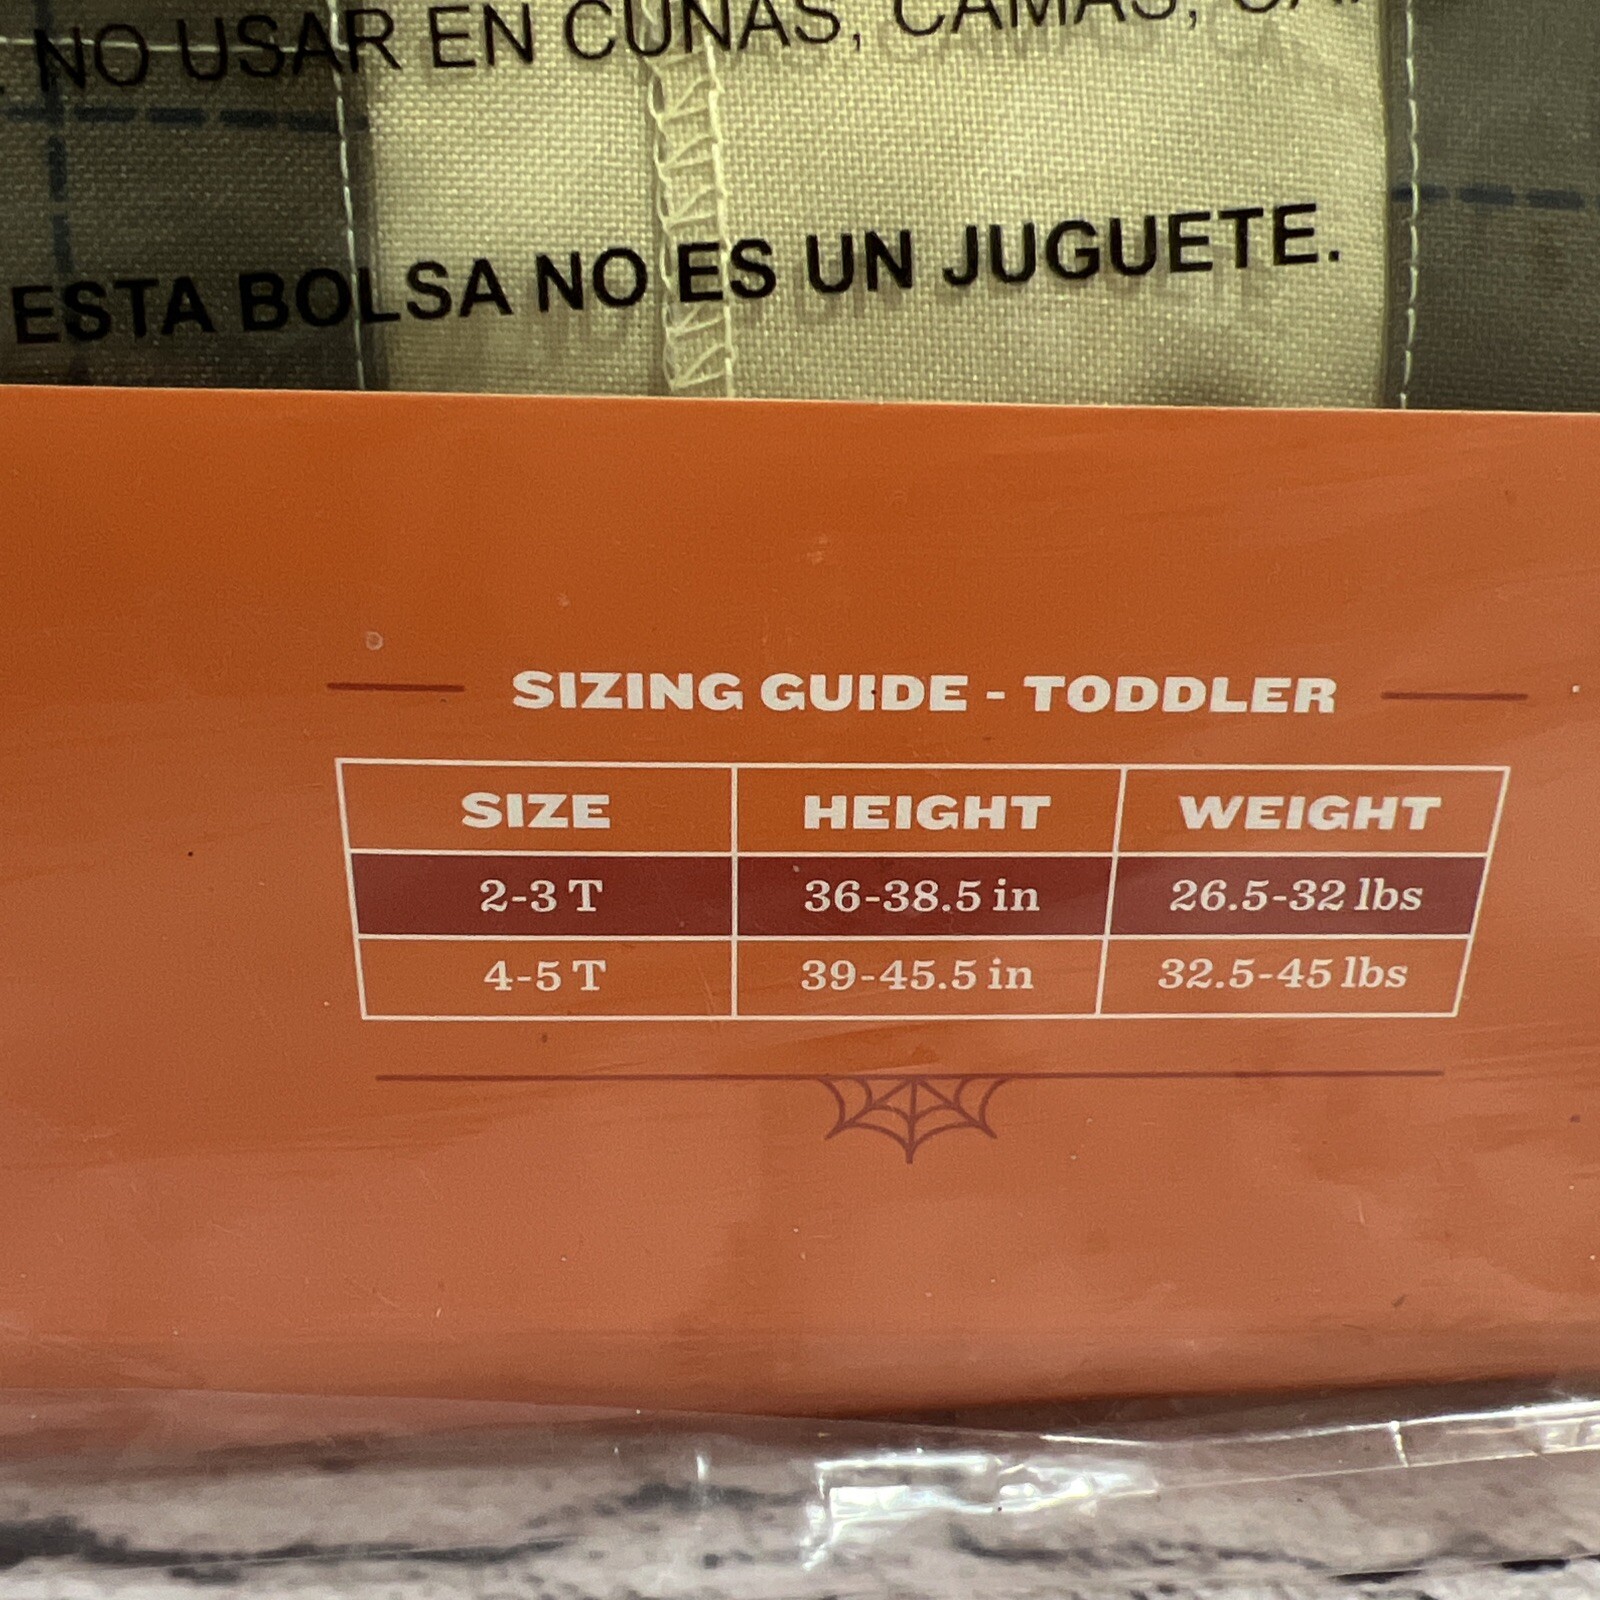 NO USAR EN CUNAS, CAMAS,
ESTA BOLSA NO ES UN JUGUETE.
SIZING GUIDE - TODDLER
SIZE HEIGHT WEIGHT
2-3 T 36-38.5 in 26.5-32 lbs
4-5 T 39-45.5 in 32.5-45 lbs